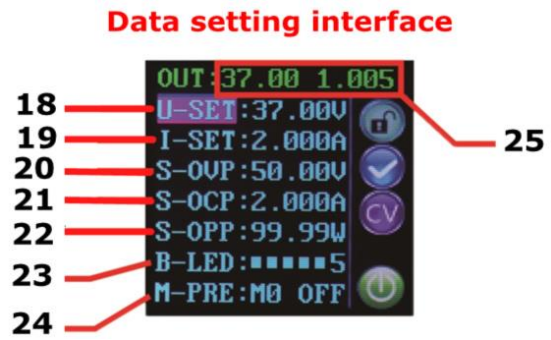 Data setting interface
OUT:37.00 1.005
18 U-SET:37.00V
19 I-SET:2.000A
20 S-OVP:50.00V
21 S-OCP:2.000A
22 S-OPP:99.99W
23 B-LED:■■■■■5
24 M-PRE:M0 OFF
CV
25